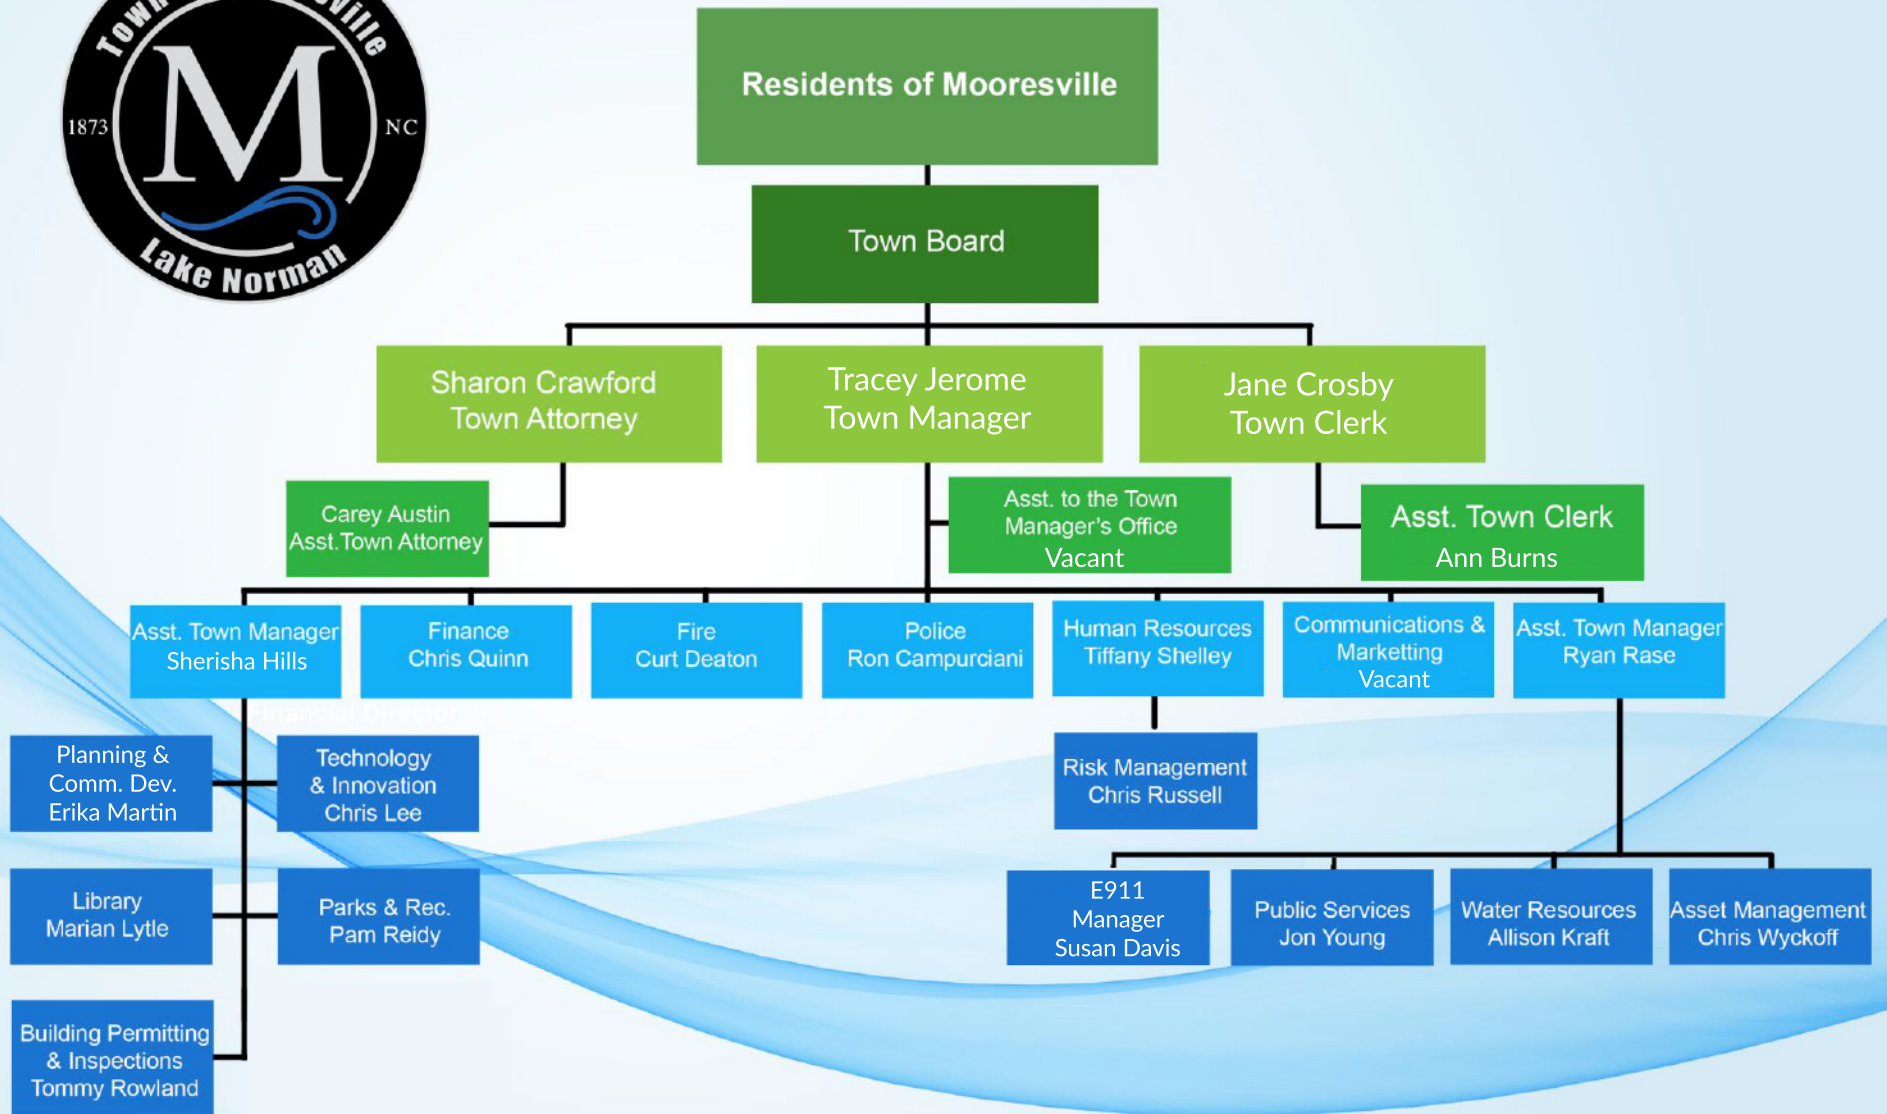 Town
ville
1873
M
NC
Lake Norman
Residents of Mooresville
Town Board
Sharon Crawford
Town Attorney
Tracey Jerome
Town Manager
Jane Crosby
Town Clerk
Carey Austin
Asst.Town Attorney
Asst. to the Town
Manager's Office
Vacant
Asst. Town Clerk
Ann Burns
Asst. Town Manager
Sherisha Hills
Finance
Chris Quinn
Fire
Curt Deaton
Police
Ron Campurciani
Human Resources
Tiffany Shelley
Communications &
Marketting
Vacant
Asst. Town Manager
Ryan Rase
Financial Director
Planning &
Comm. Dev.
Erika Martin
Technology
& Innovation
Chris Lee
Risk Management
Chris Russell
Library
Marian Lytle
Parks & Rec.
Pam Reidy
E911
Manager
Susan Davis
Public Services
Jon Young
Water Resources
Allison Kraft
Asset Management
Chris Wyckoff
Building Permitting
& Inspections
Tommy Rowland